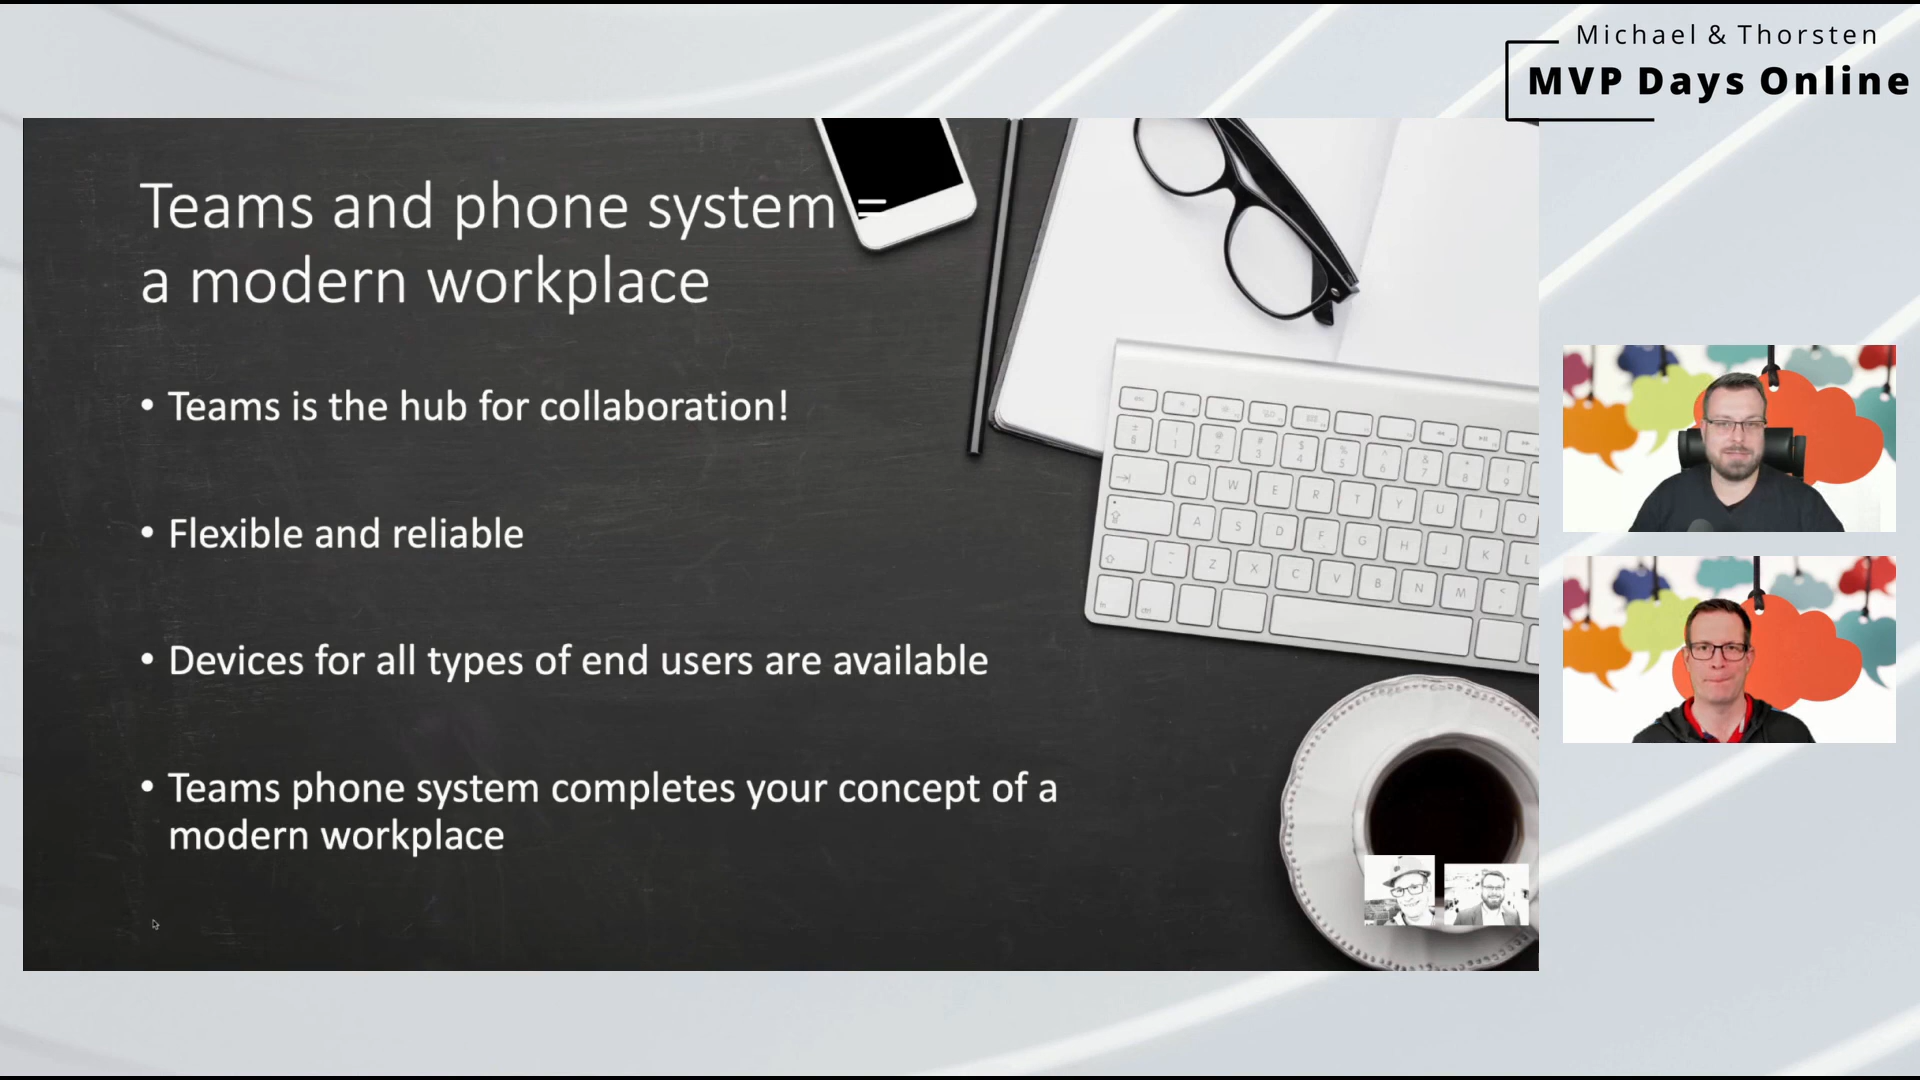 Michael & Thorsten
MVP Days Online
Teams and phone system =
a modern workplace
• Teams is the hub for collaboration!
• Flexible and reliable
• Devices for all types of end users are available
• Teams phone system completes your concept of a
modern workplace
Q W E R T Y U I O
A S D F G H J K L
Z X C V B N M